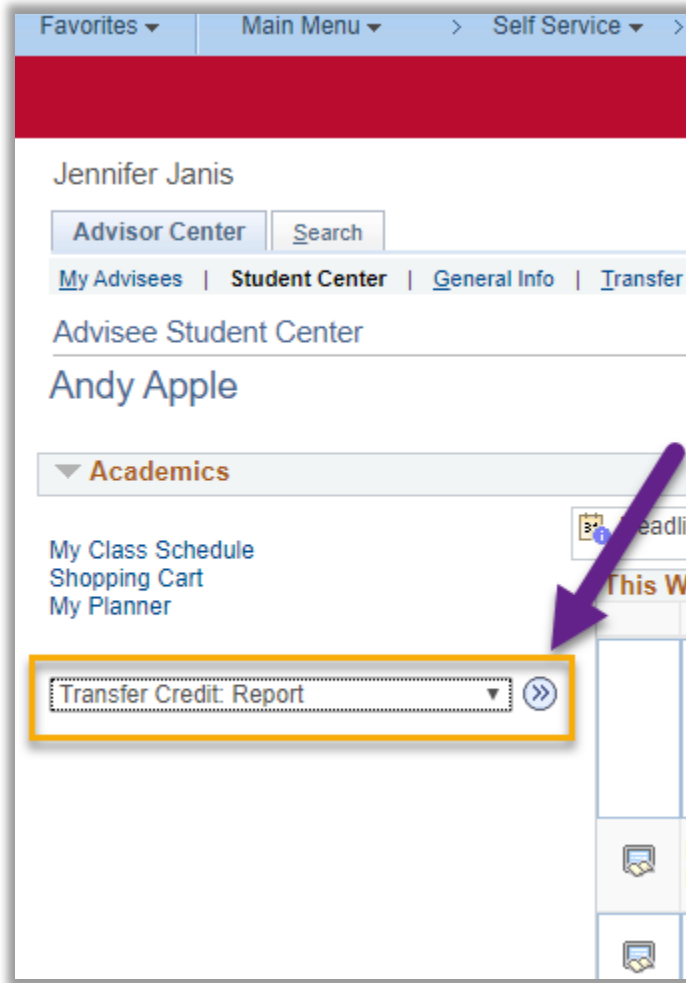 Favorites Main Menu > Self Service >
Jennifer Janis
Advisor Center Search
My Advisees | Student Center | General Info | Transfer
Advisee Student Center
Andy Apple
Academics
My Class Schedule
Shopping Cart
My Planner
This W
Transfer Credit: Report